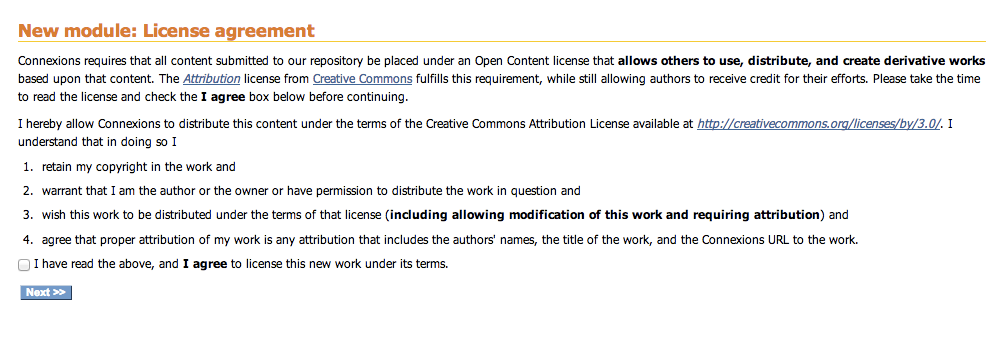 New module: License agreement
Connexions requires that all content submitted to our repository be placed under an Open Content license that allows others to use, distribute, and create derivative works
based upon that content. The Attribution license from Creative Commons fulfills this requirement, while still allowing authors to receive credit for their efforts. Please take the time
to read the license and check the I agree box below before continuing.
I hereby allow Connexions to distribute this content under the terms of the Creative Commons Attribution License available at http://creativecommons.org/licenses/by/3.0/. I
understand that in doing so I
1. retain my copyright in the work and
2. warrant that I am the author or the owner or have permission to distribute the work in question and
3. wish this work to be distributed under the terms of that license (including allowing modification of this work and requiring attribution) and
4. agree that proper attribution of my work is any attribution that includes the authors' names, the title of the work, and the Connexions URL to the work.
I have read the above, and I agree to license this new work under its terms.
Next >>